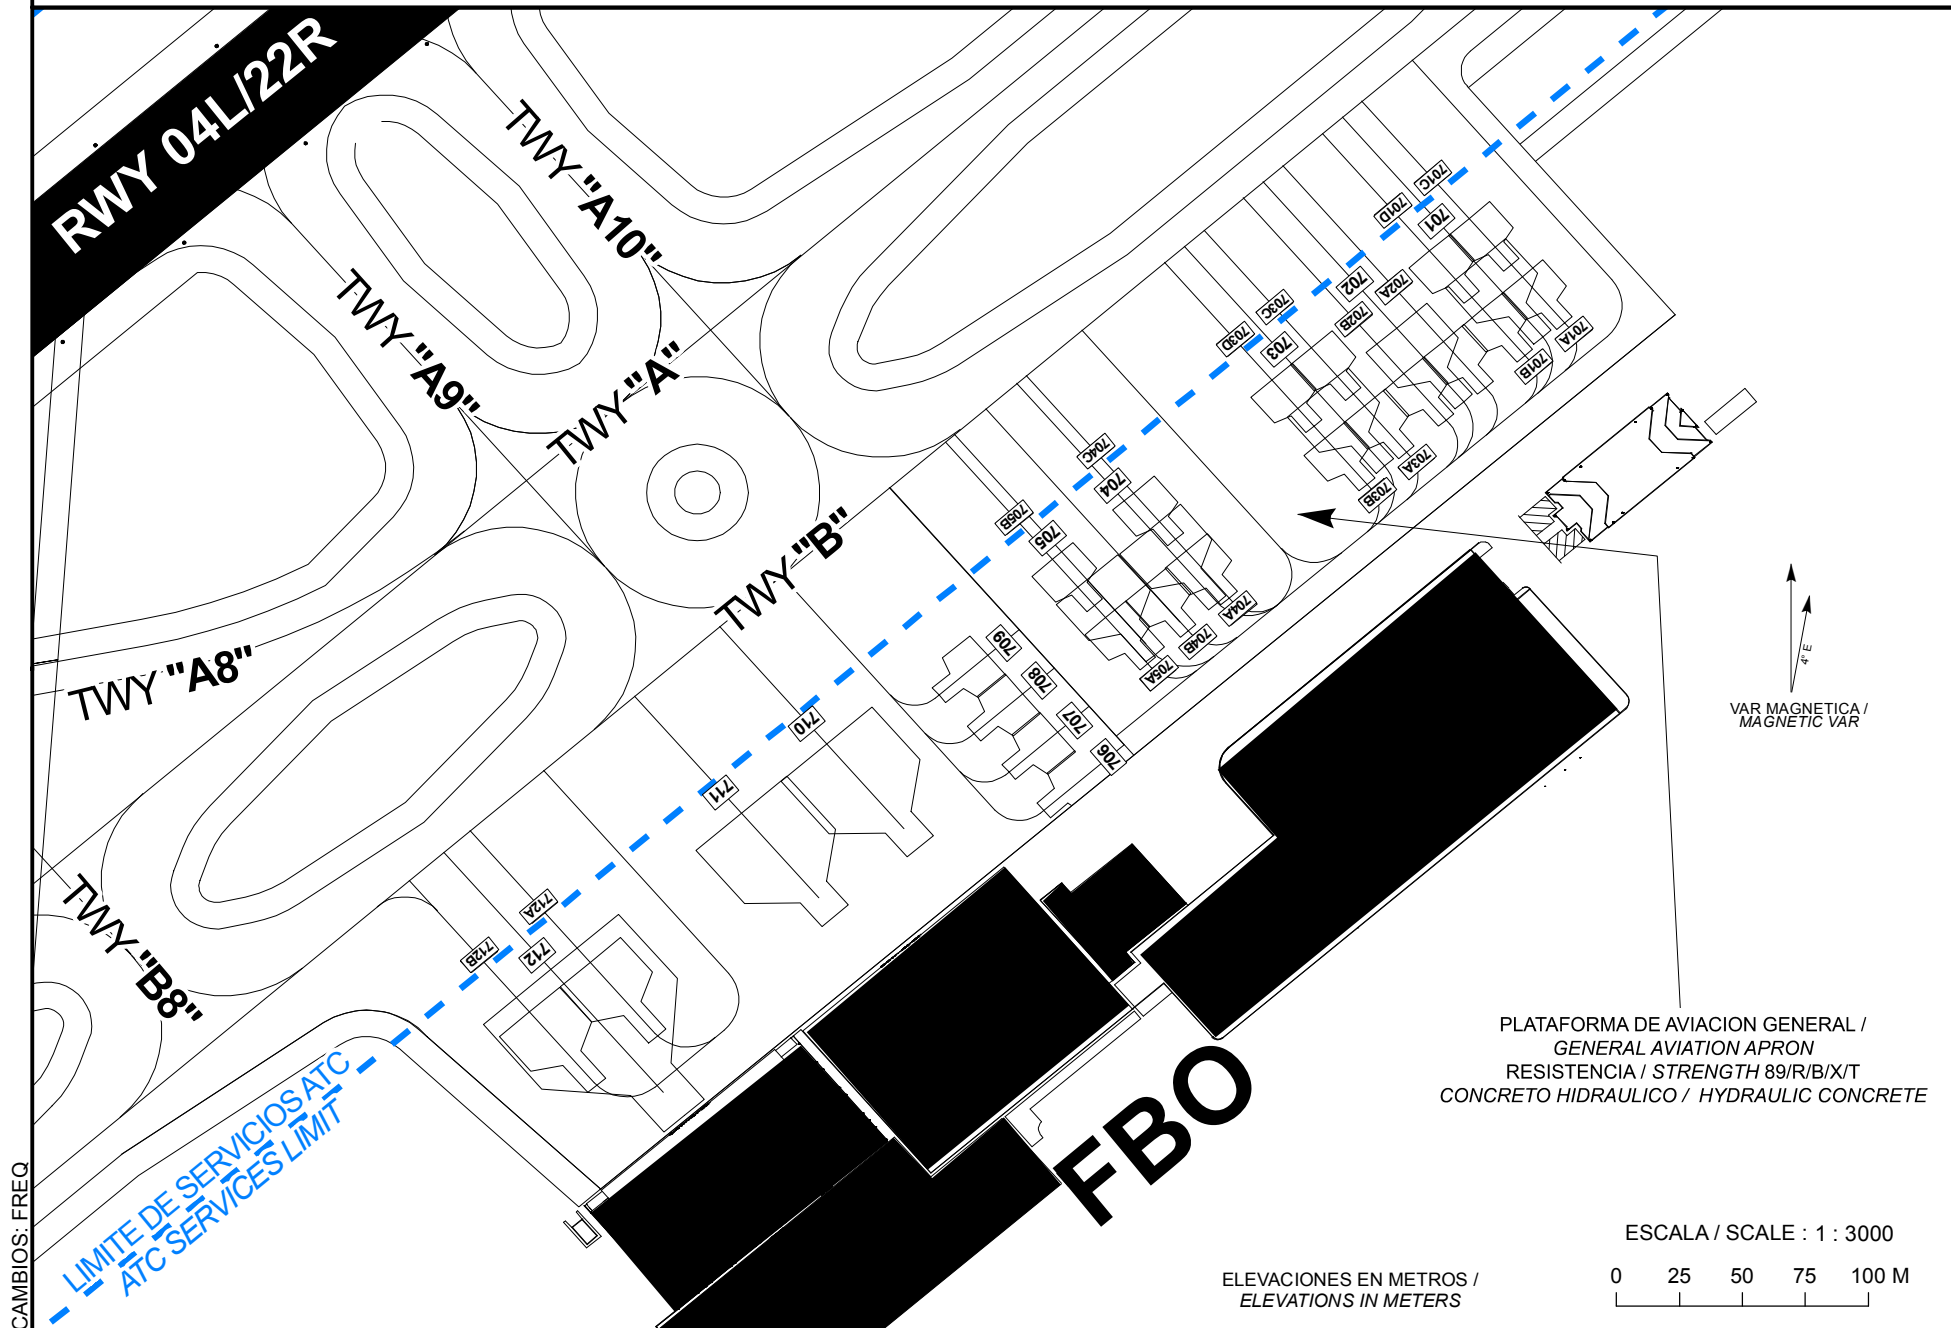 RWY 04L/22R
TWY "A10"
TWY "A9"
TWY "A"
TWY "B"
TWY "A8"
TWY "B8"
701C
701D
701
702
702A
702B
701A
701B
703C
703D
703
703A
703B
704C
704
705B
705
704A
704B
705A
709
708
707
706
710
711
712A
712
712B
4° E
VAR MAGNETICA /
MAGNETIC VAR
PLATAFORMA DE AVIACION GENERAL /
GENERAL AVIATION APRON
RESISTENCIA / STRENGTH 89/R/B/X/T
CONCRETO HIDRAULICO / HYDRAULIC CONCRETE
FBO
LIMITE DE SERVICIOS ATC
ATC SERVICES LIMIT
CAMBIOS: FREQ
ELEVACIONES EN METROS /
ELEVATIONS IN METERS
ESCALA / SCALE : 1 : 3000
0 25 50 75 100 M